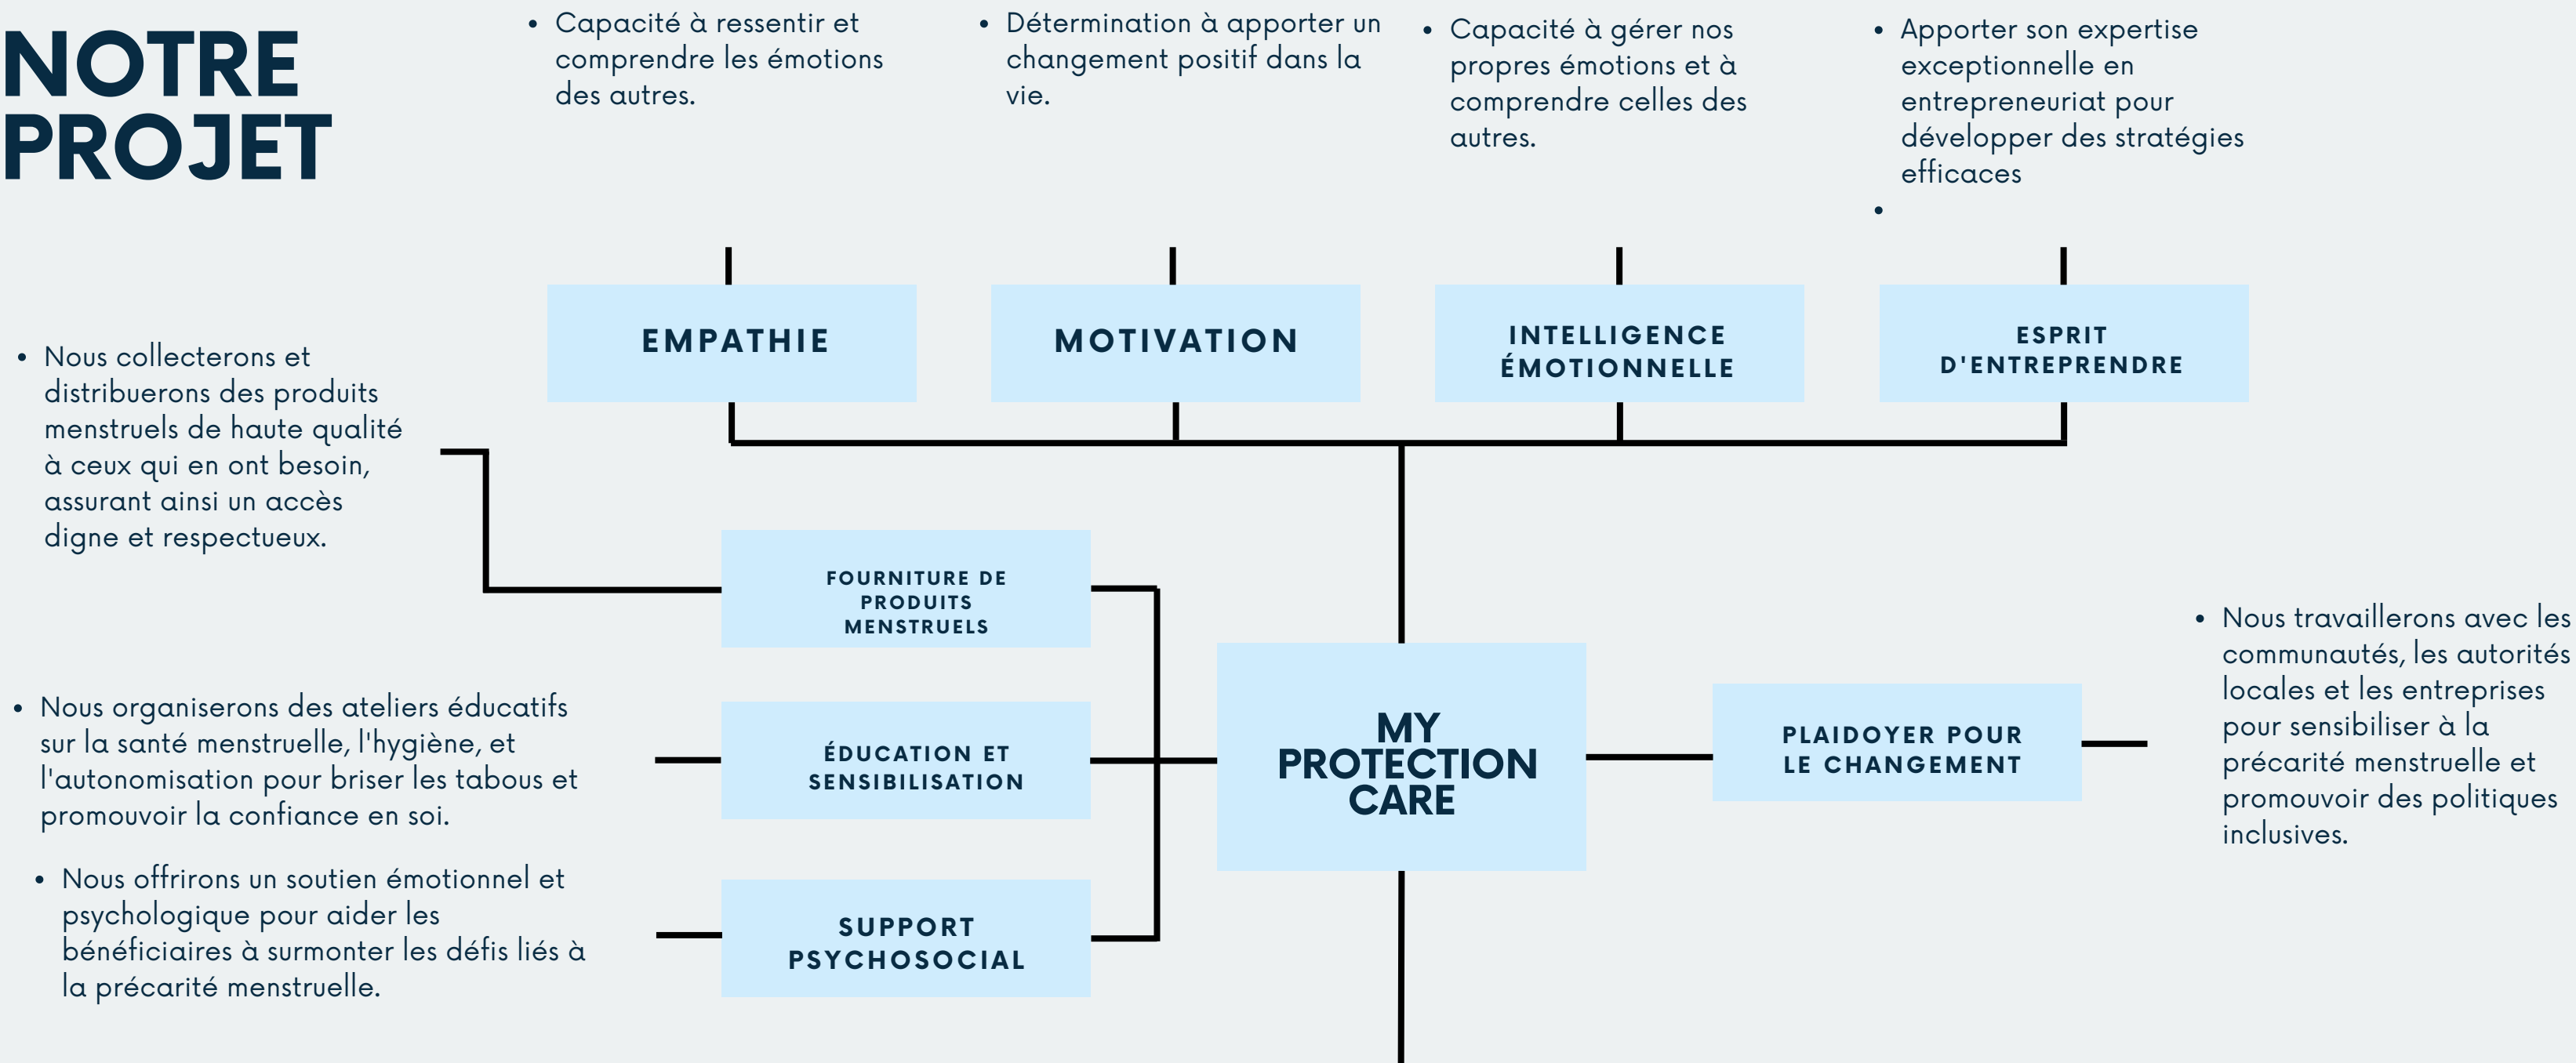 NOTRE
PROJET
• Capacité à ressentir et
comprendre les émotions
des autres.
• Détermination à apporter un
changement positif dans la
vie.
• Capacité à gérer nos
propres émotions et à
comprendre celles des
autres.
• Apporter son expertise
exceptionnelle en
entrepreneuriat pour
développer des stratégies
efficaces
•
EMPATHIE
MOTIVATION
INTELLIGENCE
ÉMOTIONNELLE
ESPRIT
D'ENTREPRENDRE
• Nous collecterons et
distribuerons des produits
menstruels de haute qualité
à ceux qui en ont besoin,
assurant ainsi un accès
digne et respectueux.
FOURNITURE DE
PRODUITS
MENSTRUELS
• Nous organiserons des ateliers éducatifs
sur la santé menstruelle, l'hygiène, et
l'autonomisation pour briser les tabous et
promouvoir la confiance en soi.
ÉDUCATION ET
SENSIBILISATION
• Nous offrirons un soutien émotionnel et
psychologique pour aider les
bénéficiaires à surmonter les défis liés à
la précarité menstruelle.
SUPPORT
PSYCHOSOCIAL
MY
PROTECTION
CARE
PLAIDOYER POUR
LE CHANGEMENT
• Nous travaillerons avec les
communautés, les autorités
locales et les entreprises
pour sensibiliser à la
précarité menstruelle et
promouvoir des politiques
inclusives.